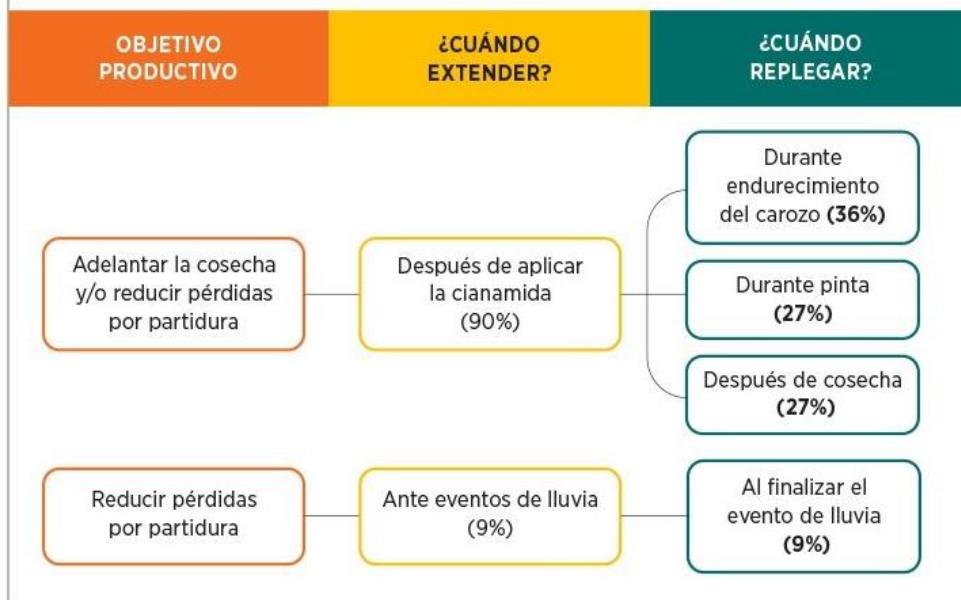 OBJETIVO
PRODUCTIVO
¿CUÁNDO
EXTENDER?
¿CUÁNDO
REPLEGAR?
Adelantar la cosecha
y/o reducir pérdidas
por partidura
Después de aplicar
la cianamida
(90%)
Durante
endurecimiento
del carozo (36%)
Durante pinta
(27%)
Después de cosecha
(27%)
Reducir pérdidas
por partidura
Ante eventos de lluvia
(9%)
Al finalizar el
evento de lluvia
(9%)